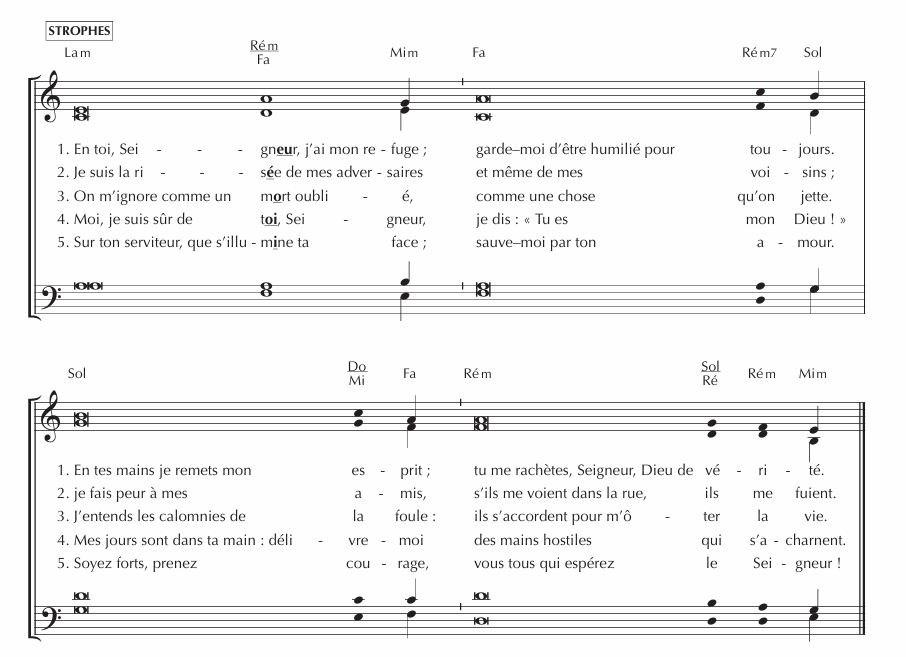 STROPHES
Lam Rém Mim Fa Rém7 Sol
Fa
1. En toi, Sei - - - gneur, j'ai mon re - fuge ; garde–moi d'être humilié pour tou - jours.
2. Je suis la ri - - - sée de mes adver - saires et même de mes voi - sins ;
3. On m'ignore comme un mort oubli - é, comme une chose qu'on jette.
4. Moi, je suis sûr de toi, Sei - gneur, je dis : « Tu es mon Dieu ! »
5. Sur ton serviteur, que s'illu - mine ta face ; sauve–moi par ton a - mour.
Sol Do Fa Rém Sol Rém Mim
Mi Ré
1. En tes mains je remets mon es - prit ; tu me rachètes, Seigneur, Dieu de vé - ri - té.
2. je fais peur à mes a - mis, s'ils me voient dans la rue, ils me fuient.
3. J'entends les calomnies de la foule : ils s'accordent pour m'ô - ter la vie.
4. Mes jours sont dans ta main : déli - vre - moi des mains hostiles qui s'a - charnent.
5. Soyez forts, prenez cou - rage, vous tous qui espérez le Sei - gneur !